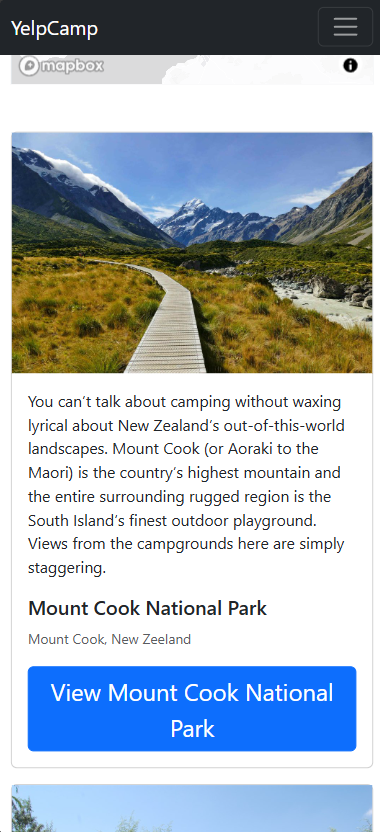 YelpCamp
mapbox
You can't talk about camping without waxing
lyrical about New Zealand's out-of-this-world
landscapes. Mount Cook (or Aoraki to the
Maori) is the country's highest mountain and
the entire surrounding rugged region is the
South Island's finest outdoor playground.
Views from the campgrounds here are simply
staggering.
Mount Cook National Park
Mount Cook, New Zeeland
View Mount Cook National
Park